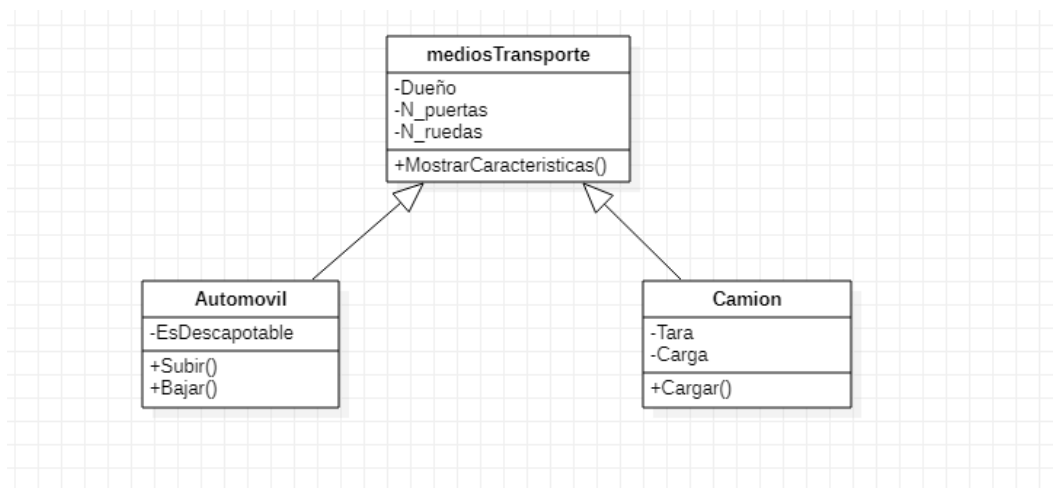 mediosTransporte
-Dueño
-N_puertas
-N_ruedas
+MostrarCaracteristicas()
Automovil
-EsDescapotable
+Subir()
+Bajar()
Camion
-Tara
-Carga
+Cargar()